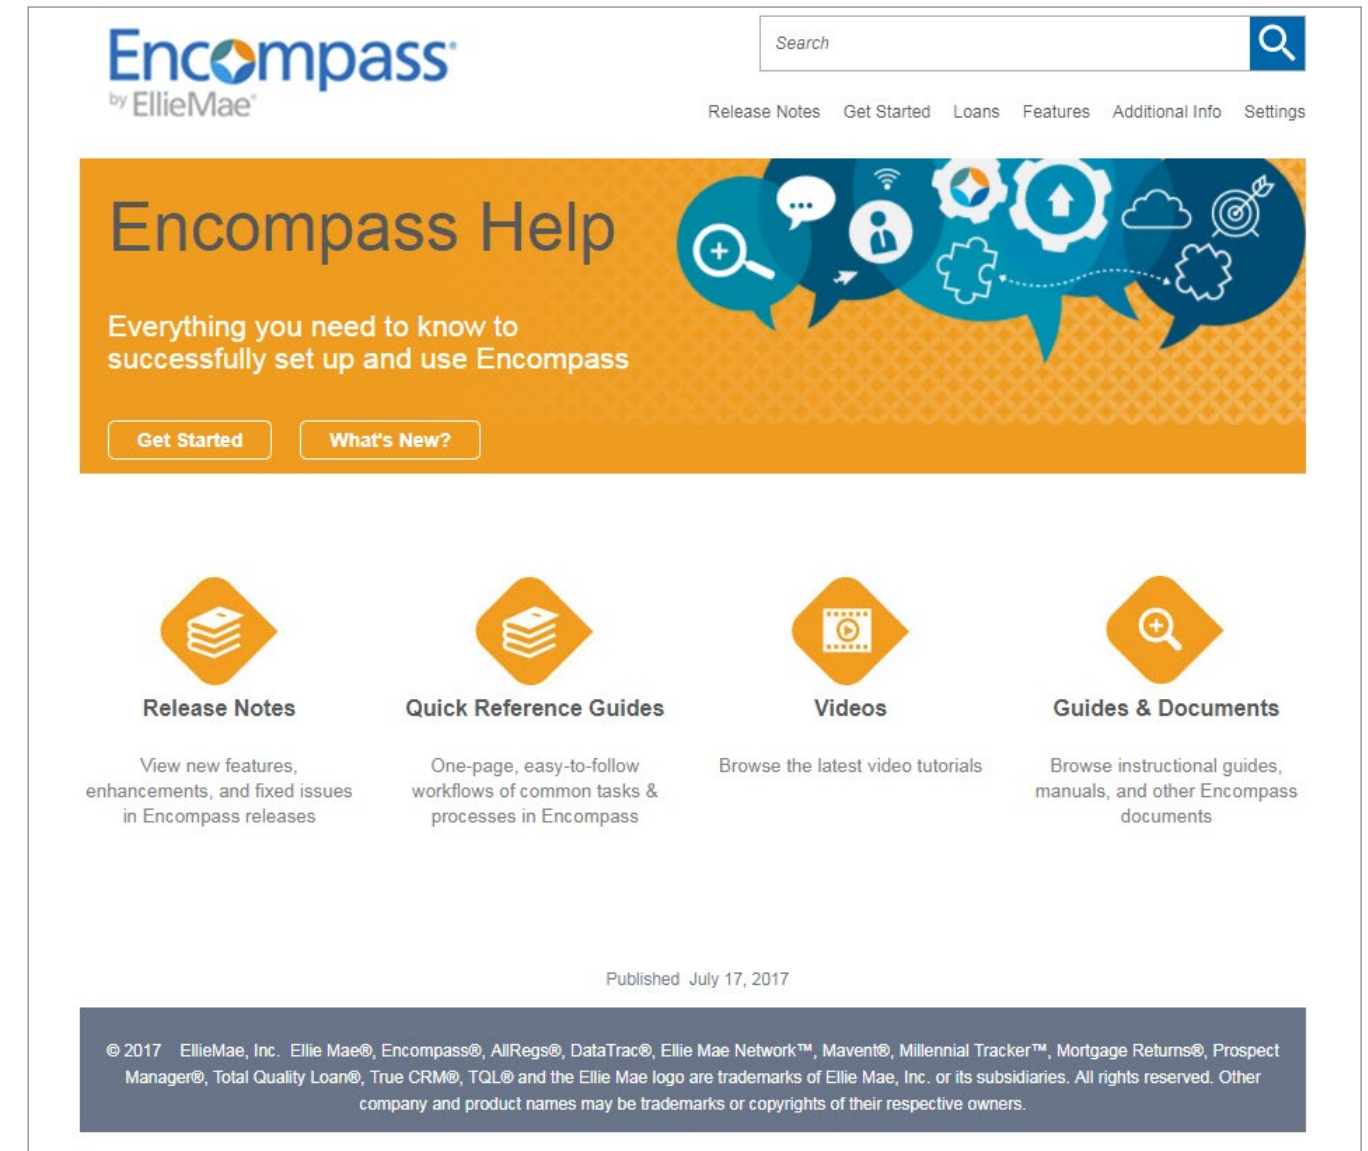 Encompass®
by EllieMae®
Search
Release Notes Get Started Loans Features Additional Info Settings
Encompass Help
Everything you need to know to
successfully set up and use Encompass
Get Started What's New?
Release Notes
View new features,
enhancements, and fixed issues
in Encompass releases
Quick Reference Guides
One-page, easy-to-follow
workflows of common tasks &
processes in Encompass
Videos
Browse the latest video tutorials
Guides & Documents
Browse instructional guides,
manuals, and other Encompass
documents
Published July 17, 2017
© 2017 EllieMae, Inc. Ellie Mae®, Encompass®, AllRegs®, DataTrac®, Ellie Mae Network™, Mavent®, Millennial Tracker™, Mortgage Returns®, Prospect
Manager®, Total Quality Loan®, True CRM®, TQL® and the Ellie Mae logo are trademarks of Ellie Mae, Inc. or its subsidiaries. All rights reserved. Other
company and product names may be trademarks or copyrights of their respective owners.